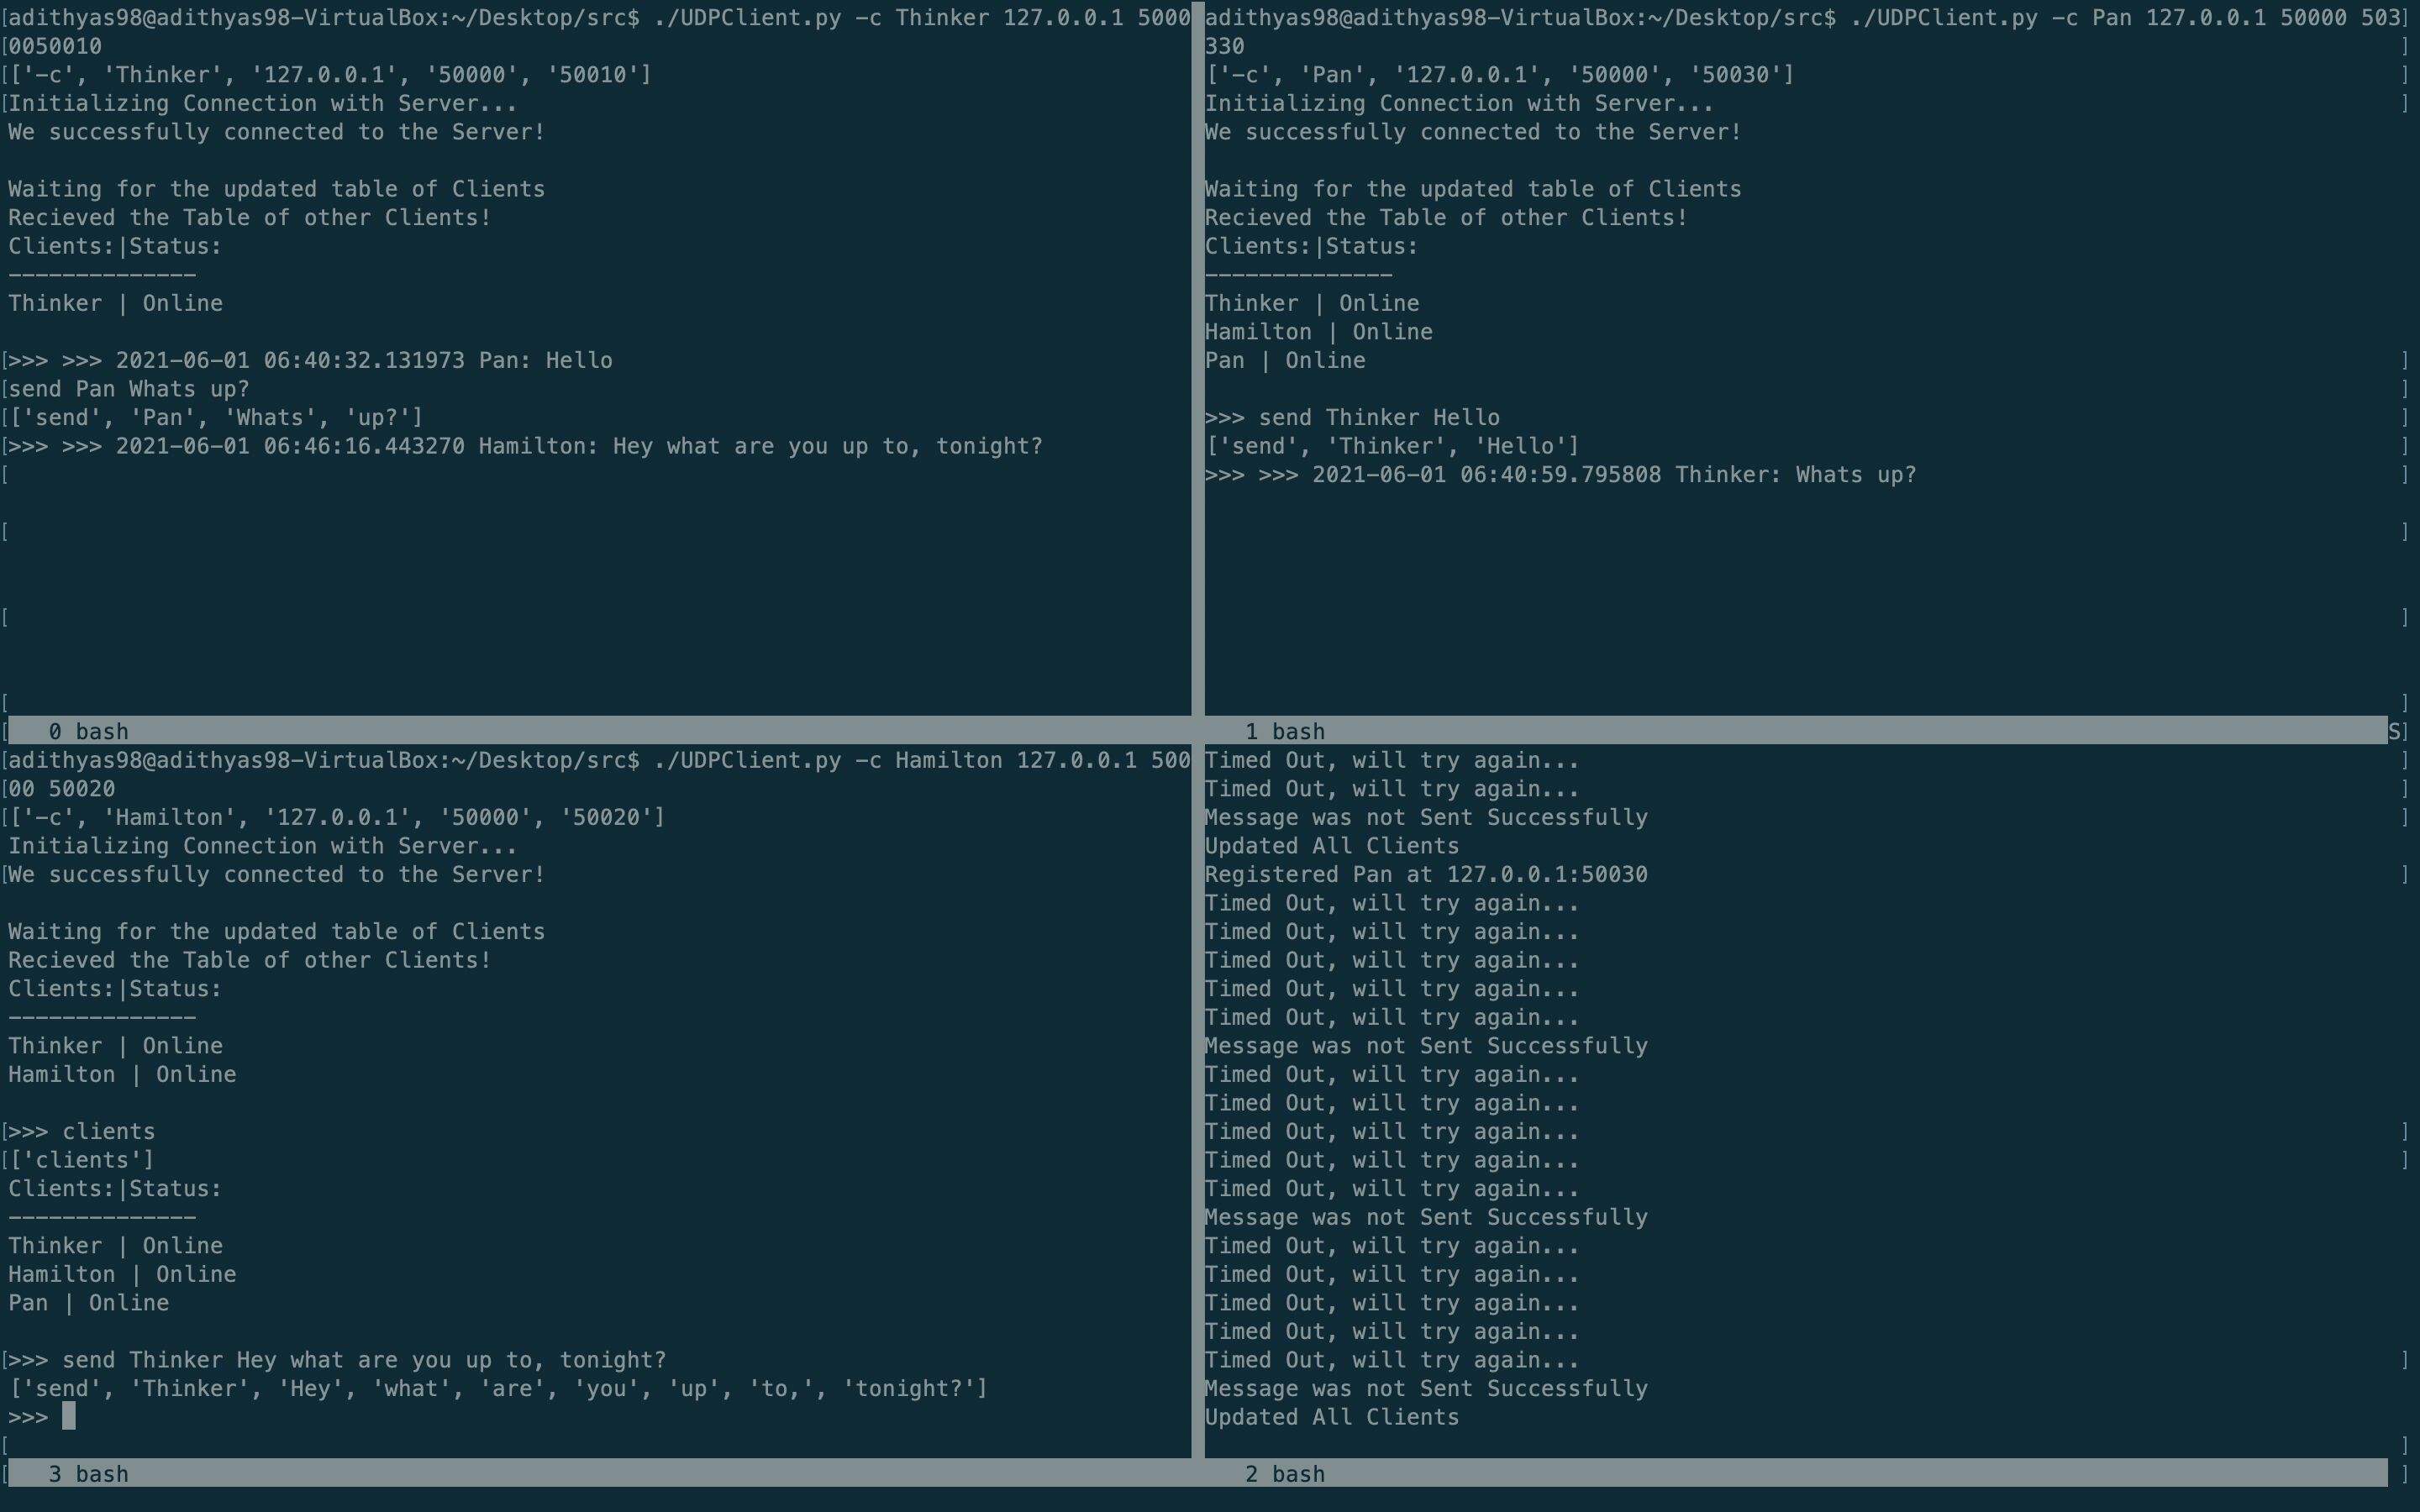 [adithyas98@adithyas98-VirtualBox:~/Desktop/src$ ./UDPClient.py -c Thinker 127.0.0.1 5000
[0050010
[['-c', 'Thinker', '127.0.0.1', '50000', '50010']
[Initializing Connection with Server...
We successfully connected to the Server!
Waiting for the updated table of Clients
Recieved the Table of other Clients!
Clients:|Status:
--------------
Thinker | Online
[>>> >>> 2021-06-01 06:40:32.131973 Pan: Hello
[send Pan Whats up?
[['send', 'Pan', 'Whats', 'up?']
[>>> >>> 2021-06-01 06:46:16.443270 Hamilton: Hey what are you up to, tonight?
[
[
[
[
[ 0 bash
adithyas98@adithyas98-VirtualBox:~/Desktop/src$ ./UDPClient.py -c Pan 127.0.0.1 50000 503]
330 ]
['-c', 'Pan', '127.0.0.1', '50000', '50030'] ]
Initializing Connection with Server... ]
We successfully connected to the Server!
Waiting for the updated table of Clients
Recieved the Table of other Clients!
Clients:|Status:
--------------
Thinker | Online
Hamilton | Online
Pan | Online ]
]
>>> send Thinker Hello ]
['send', 'Thinker', 'Hello'] ]
>>> >>> 2021-06-01 06:40:59.795808 Thinker: Whats up? ]
]
]
]
1 bash S]
[adithyas98@adithyas98-VirtualBox:~/Desktop/src$ ./UDPClient.py -c Hamilton 127.0.0.1 500
[00 50020
[['-c', 'Hamilton', '127.0.0.1', '50000', '50020']
Initializing Connection with Server...
[We successfully connected to the Server!
Waiting for the updated table of Clients
Recieved the Table of other Clients!
Clients:|Status:
--------------
Thinker | Online
Hamilton | Online
[>>> clients
[['clients']
Clients:|Status:
--------------
Thinker | Online
Hamilton | Online
Pan | Online
[>>> send Thinker Hey what are you up to, tonight?
['send', 'Thinker', 'Hey', 'what', 'are', 'you', 'up', 'to,', 'tonight?']
>>>
[
[ 3 bash
Timed Out, will try again... ]
Timed Out, will try again... ]
Message was not Sent Successfully ]
Updated All Clients
Registered Pan at 127.0.0.1:50030 ]
Timed Out, will try again...
Timed Out, will try again...
Timed Out, will try again...
Timed Out, will try again...
Timed Out, will try again...
Message was not Sent Successfully
Timed Out, will try again...
Timed Out, will try again...
Timed Out, will try again... ]
Timed Out, will try again... ]
Timed Out, will try again...
Message was not Sent Successfully
Timed Out, will try again...
Timed Out, will try again...
Timed Out, will try again...
Timed Out, will try again...
Timed Out, will try again... ]
Message was not Sent Successfully
Updated All Clients
]
2 bash ]